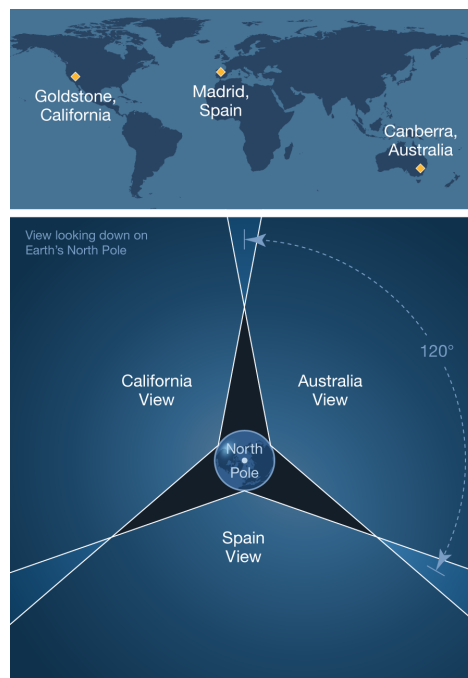 Goldstone,
California
Madrid,
Spain
Canberra,
Australia
View looking down on
Earth's North Pole
120°
California
View
Australia
View
North
Pole
Spain
View